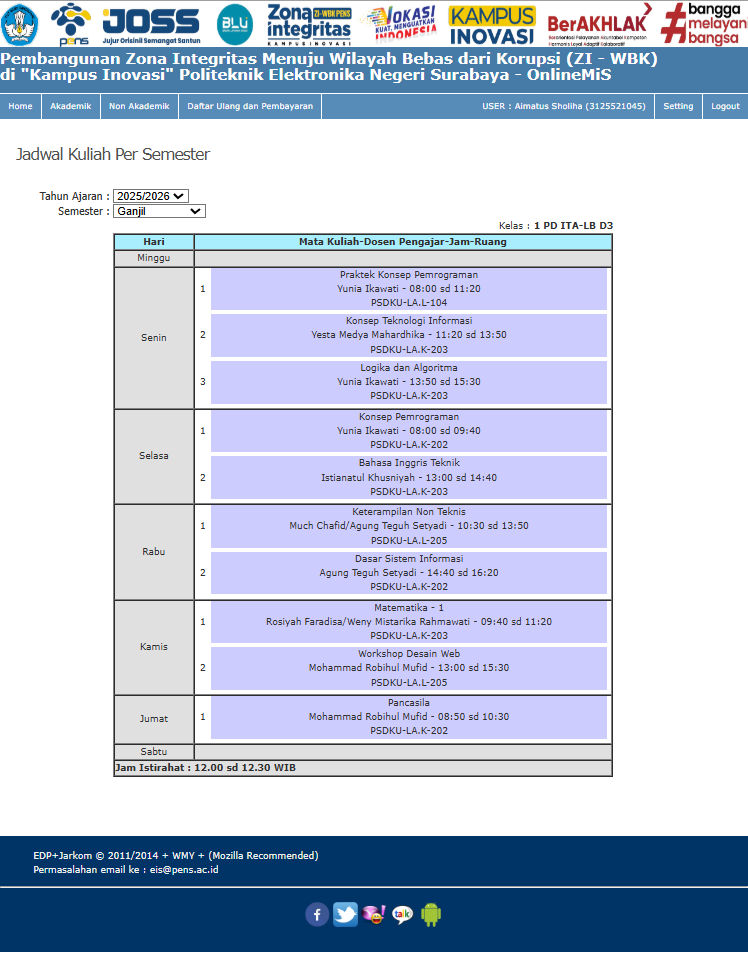 pens
JOSS
Jujur Orisinil Semangat Santun
BLU
Zona
ZI-WBK PENS
integritas
KAMPUS INOVASI
VOKASI
KUAT, MENGUATKAN
INDONESIA
KAMPUS
INOVASI
BerAKHLAK
Berorientasi Pelayanan Akuntabel Kompeten
Harmonis Loyal Adaptif Kolaboratif
#bangga
melayani
bangsa
Pembangunan Zona Integritas Menuju Wilayah Bebas dari Korupsi (ZI - WBK)
di "Kampus Inovasi" Politeknik Elektronika Negeri Surabaya - OnlineMiS
Home Akademik Non Akademik Daftar Ulang dan Pembayaran USER : Aimatus Sholiha (3125521045) Setting Logout
Jadwal Kuliah Per Semester
Tahun Ajaran : 2025/2026
Semester : Ganjil
Kelas : 1 PD ITA-LB D3
Hari Mata Kuliah-Dosen Pengajar-Jam-Ruang
Minggu
Senin
1
Praktek Konsep Pemrograman
Yunia Ikawati - 08:00 sd 11:20
PSDKU-LA.L-104
2
Konsep Teknologi Informasi
Yesta Medya Mahardhika - 11:20 sd 13:50
PSDKU-LA.K-203
3
Logika dan Algoritma
Yunia Ikawati - 13:50 sd 15:30
PSDKU-LA.K-203
Selasa
1
Konsep Pemrograman
Yunia Ikawati - 08:00 sd 09:40
PSDKU-LA.K-202
2
Bahasa Inggris Teknik
Istianatul Khusniyah - 13:00 sd 14:40
PSDKU-LA.K-203
Rabu
1
Keterampilan Non Teknis
Much Chafid/Agung Teguh Setyadi - 10:30 sd 13:50
PSDKU-LA.L-205
2
Dasar Sistem Informasi
Agung Teguh Setyadi - 14:40 sd 16:20
PSDKU-LA.K-202
Kamis
1
Matematika - 1
Rosiyah Faradisa/Weny Mistarika Rahmawati - 09:40 sd 11:20
PSDKU-LA.K-203
2
Workshop Desain Web
Mohammad Robihul Mufid - 13:00 sd 15:30
PSDKU-LA.L-205
Jumat
1
Pancasila
Mohammad Robihul Mufid - 08:50 sd 10:30
PSDKU-LA.K-202
Sabtu
Jam Istirahat : 12.00 sd 12.30 WIB
EDP+Jarkom © 2011/2014 + WMY + (Mozilla Recommended)
Permasalahan email ke : eis@pens.ac.id
talk